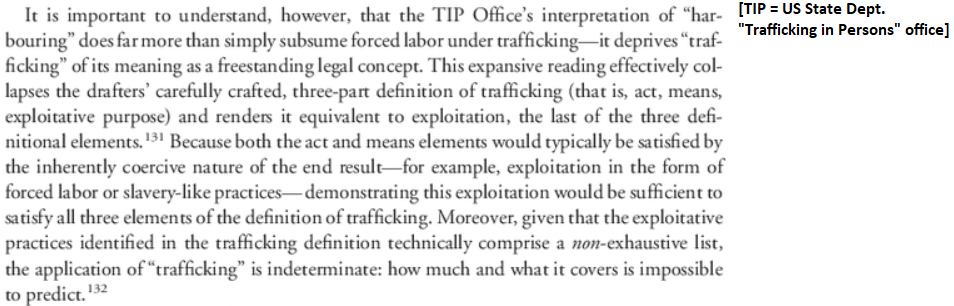 It is important to understand, however, that the TIP Office's interpretation of “har-
bouring” does far more than simply subsume forced labor under trafficking—it deprives “traf-
ficking” of its meaning as a freestanding legal concept. This expansive reading effectively col-
lapses the drafters' carefully crafted, three-part definition of trafficking (that is, act, means,
exploitative purpose) and renders it equivalent to exploitation, the last of the three defi-
nitional elements.131 Because both the act and means elements would typically be satisfied by
the inherently coercive nature of the end result—for example, exploitation in the form of
forced labor or slavery-like practices—demonstrating this exploitation would be sufficient to
satisfy all three elements of the definition of trafficking. Moreover, given that the exploitative
practices identified in the trafficking definition technically comprise a non-exhaustive list,
the application of “trafficking” is indeterminate: how much and what it covers is impossible
to predict.132
[TIP = US State Dept.
"Trafficking in Persons" office]